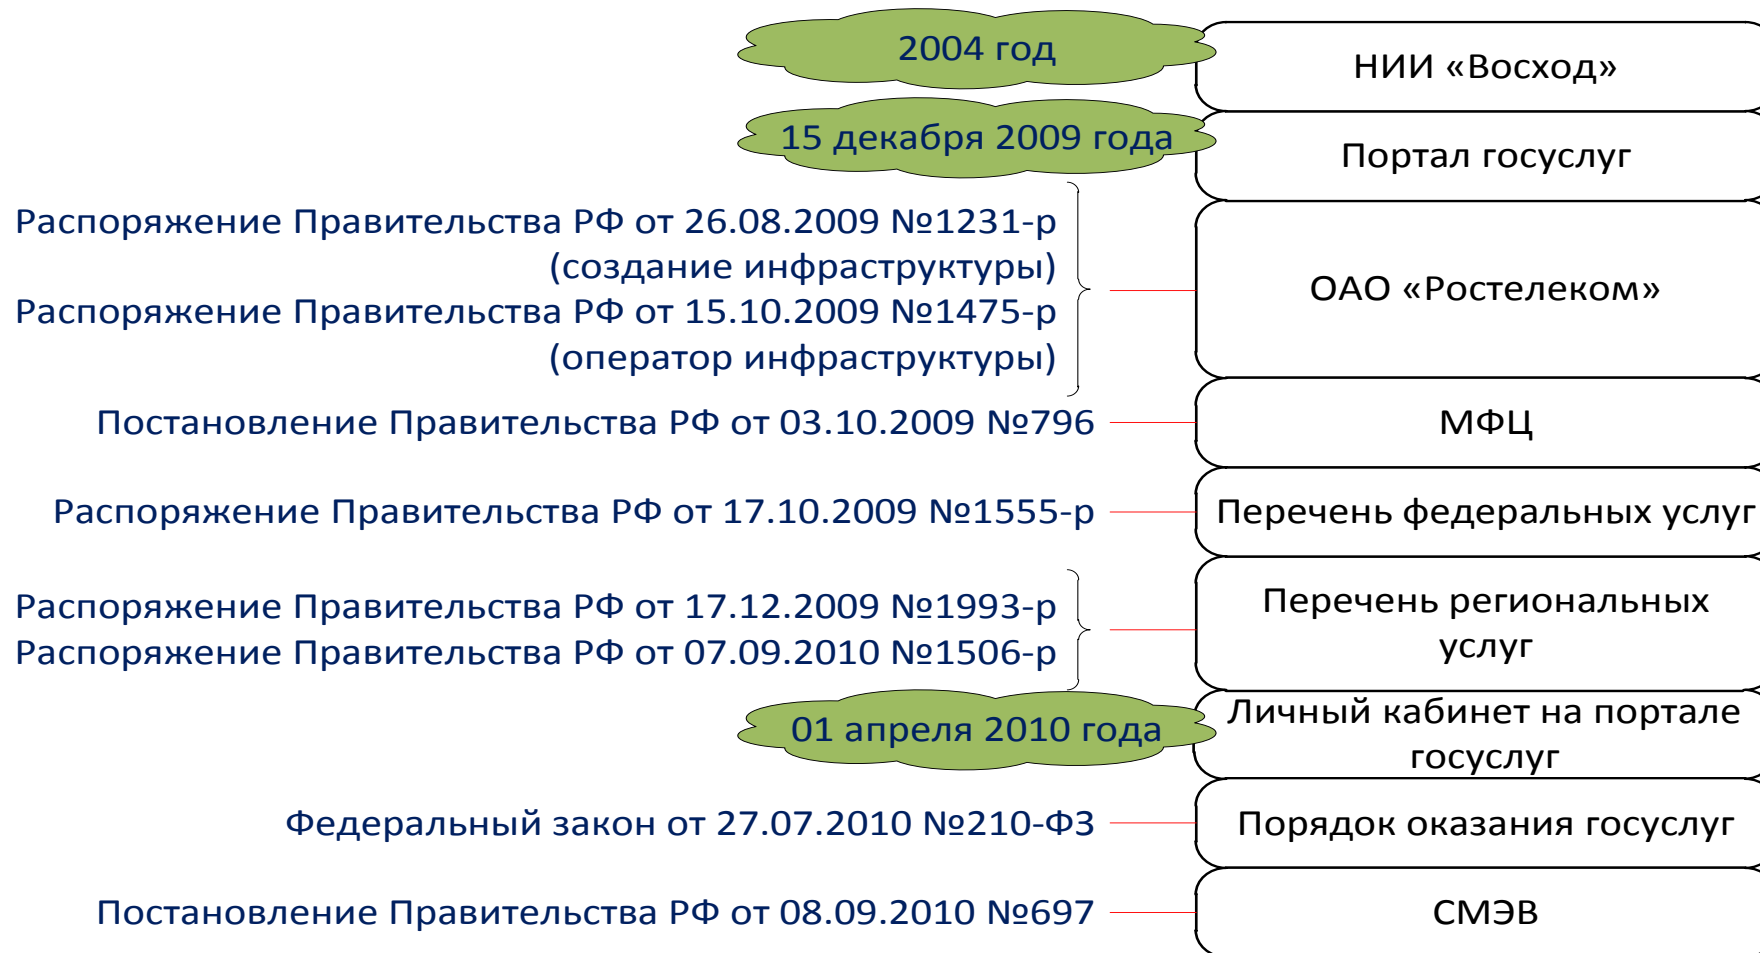 2004 год
НИИ «Восход»
15 декабря 2009 года
Портал госуслуг
Распоряжение Правительства РФ от 26.08.2009 №1231-р
(создание инфраструктуры)
Распоряжение Правительства РФ от 15.10.2009 №1475-р
(оператор инфраструктуры)
ОАО «Ростелеком»
Постановление Правительства РФ от 03.10.2009 №796
МФЦ
Распоряжение Правительства РФ от 17.10.2009 №1555-р
Перечень федеральных услуг
Распоряжение Правительства РФ от 17.12.2009 №1993-р
Распоряжение Правительства РФ от 07.09.2010 №1506-р
Перечень региональных
услуг
01 апреля 2010 года
Личный кабинет на портале
госуслуг
Федеральный закон от 27.07.2010 №210-ФЗ
Порядок оказания госуслуг
Постановление Правительства РФ от 08.09.2010 №697
СМЭВ